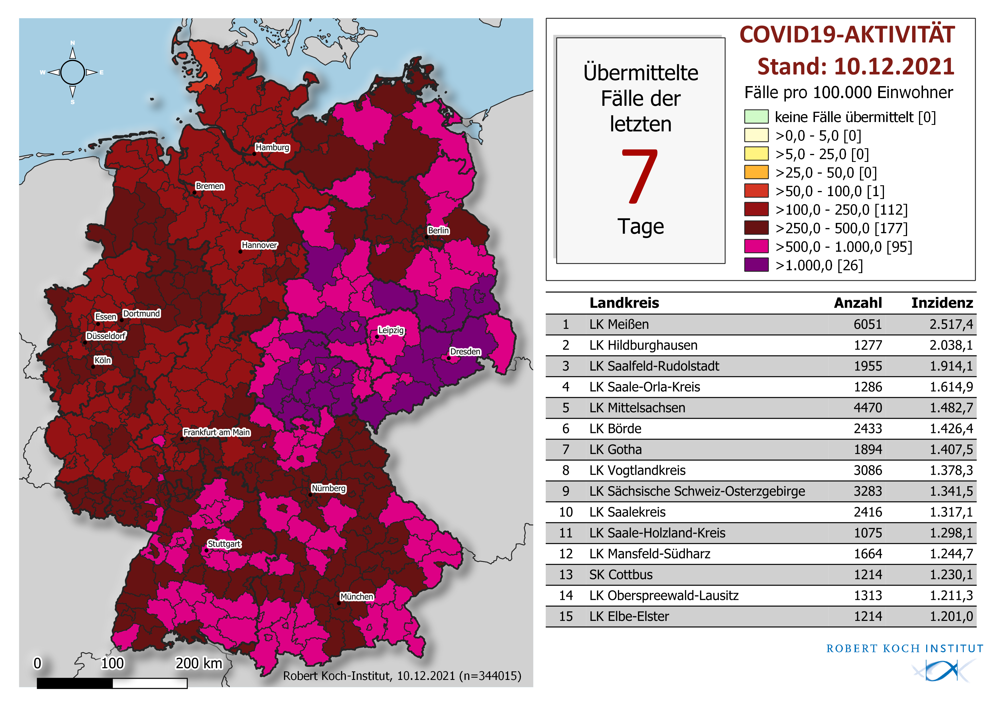 N
W
E
S
Hamburg
Bremen
Berlin
Hannover
Essen
Dortmund
Düsseldorf
Köln
Leipzig
Dresden
Frankfurt am Main
Nürnberg
Stuttgart
München
0 100 200 km
Robert Koch-Institut, 10.12.2021 (n=344015)
Übermittelte
Fälle der
letzten
7
Tage
COVID19-AKTIVITÄT
Stand: 10.12.2021
Fälle pro 100.000 Einwohner
keine Fälle übermittelt [0]
>0,0 - 5,0 [0]
>5,0 - 25,0 [0]
>25,0 - 50,0 [0]
>50,0 - 100,0 [1]
>100,0 - 250,0 [112]
>250,0 - 500,0 [177]
>500,0 - 1.000,0 [95]
>1.000,0 [26]
Landkreis Anzahl Inzidenz
1 LK Meißen 6051 2.517,4
2 LK Hildburghausen 1277 2.038,1
3 LK Saalfeld-Rudolstadt 1955 1.914,1
4 LK Saale-Orla-Kreis 1286 1.614,9
5 LK Mittelsachsen 4470 1.482,7
6 LK Börde 2433 1.426,4
7 LK Gotha 1894 1.407,5
8 LK Vogtlandkreis 3086 1.378,3
9 LK Sächsische Schweiz-Osterzgebirge 3283 1.341,5
10 LK Saalekreis 2416 1.317,1
11 LK Saale-Holzland-Kreis 1075 1.298,1
12 LK Mansfeld-Südharz 1664 1.244,7
13 SK Cottbus 1214 1.230,1
14 LK Oberspreewald-Lausitz 1313 1.211,3
15 LK Elbe-Elster 1214 1.201,0
ROBERT KOCH INSTITUT